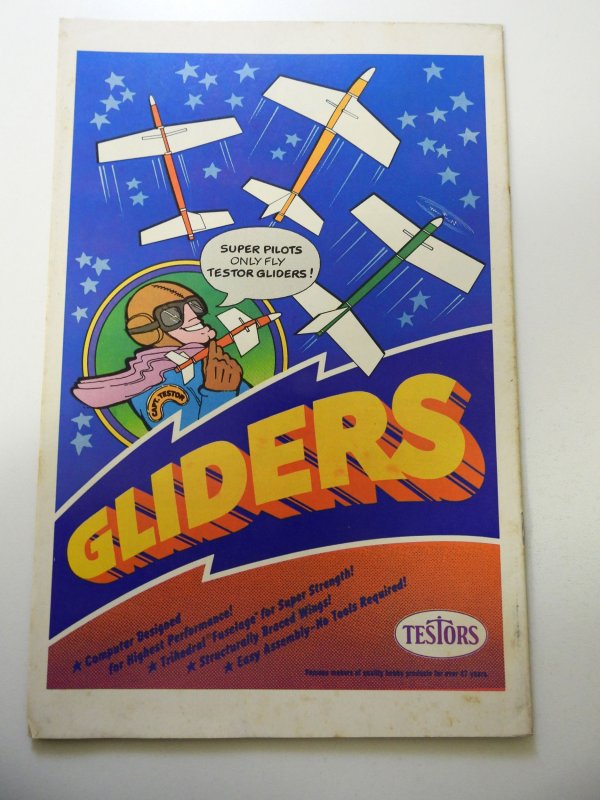 SUPER PILOTS
ONLY FLY
TESTOR GLIDERS!
CAPT. TESTOR
GLIDERS
★ Computer Designed
for Highest Performance!
★ Trihedral "Fuselage" for Super Strength!
★ Structurally Braced Wings!
★ Easy Assembly—No Tools Required!
TESTORS
Famous makers of quality hobby products for over 47 years.